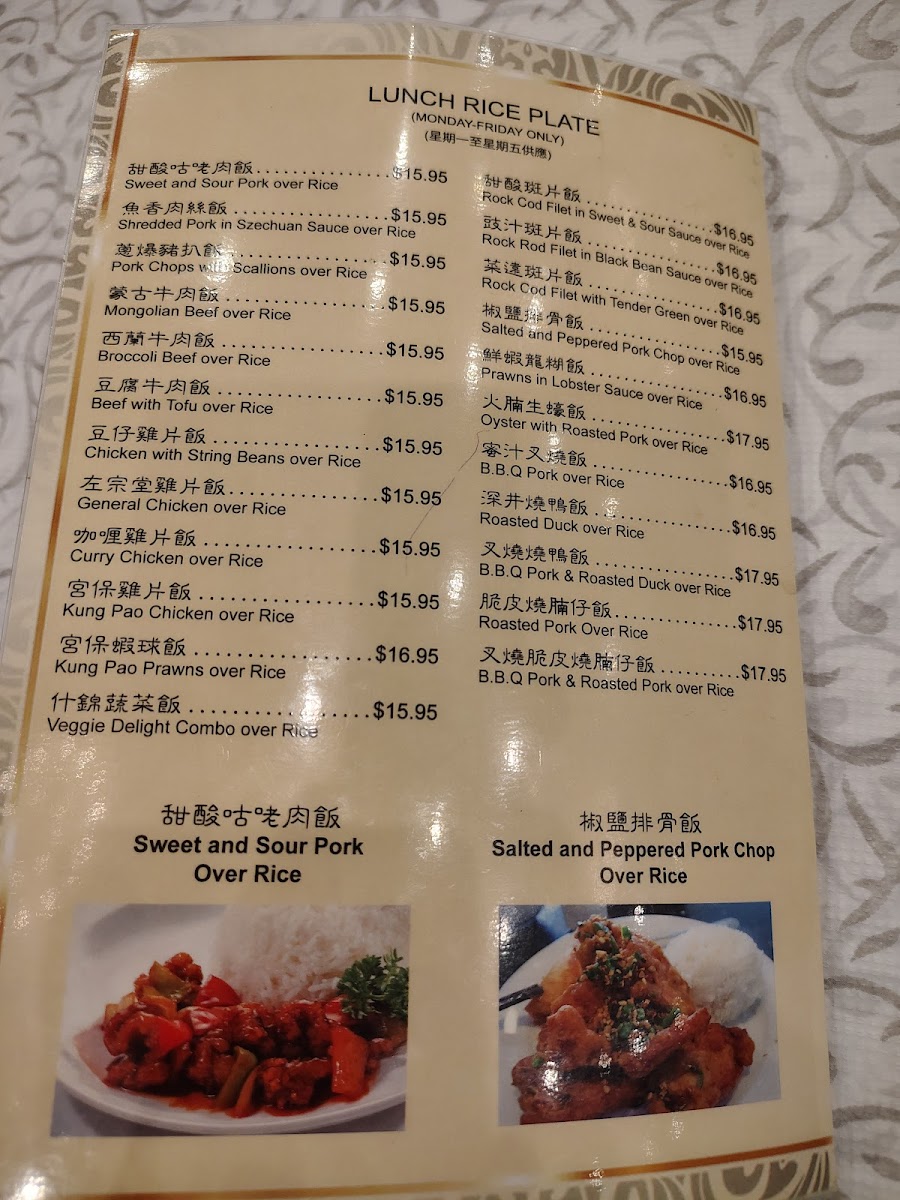 LUNCH RICE PLATE
(MONDAY-FRIDAY ONLY)
(星期一至星期五供應)
甜酸咕咾肉飯...............$15.95
Sweet and Sour Pork over Rice
魚香肉絲飯.................$15.95
Shredded Pork in Szechuan Sauce over Rice
蔥爆豬扒飯.................$15.95
Pork Chops with Scallions over Rice
蒙古牛肉飯.................$15.95
Mongolian Beef over Rice
西蘭牛肉飯.................$15.95
Broccoli Beef over Rice
豆腐牛肉飯.................$15.95
Beef with Tofu over Rice
豆仔雞片飯.................$15.95
Chicken with String Beans over Rice
左宗堂雞片飯...............$15.95
General Chicken over Rice
咖喱雞片飯.................$15.95
Curry Chicken over Rice
宮保雞片飯.................$15.95
Kung Pao Chicken over Rice
宮保蝦球飯.................$16.95
Kung Pao Prawns over Rice
什錦蔬菜飯.................$15.95
Veggie Delight Combo over Rice
甜酸斑片飯.................$16.95
Rock Cod Filet in Sweet & Sour Sauce over Rice
豉汁斑片飯.................$16.95
Rock Rod Filet in Black Bean Sauce over Rice
菜薳斑片飯.................$16.95
Rock Cod Filet with Tender Green over Rice
椒鹽排骨飯.................$15.95
Salted and Peppered Pork Chop over Rice
鮮蝦龍糊飯.................$16.95
Prawns in Lobster Sauce over Rice
火腩生蠔飯.................$17.95
Oyster with Roasted Pork over Rice
蜜汁叉燒飯.................$16.95
B.B.Q Pork over Rice
深井燒鴨飯.................$16.95
Roasted Duck over Rice
叉燒燒鴨飯.................$17.95
B.B.Q Pork & Roasted Duck over Rice
脆皮燒腩仔飯...............$17.95
Roasted Pork Over Rice
叉燒脆皮燒腩仔飯..........$17.95
B.B.Q Pork & Roasted Pork over Rice
甜酸咕咾肉飯
Sweet and Sour Pork
Over Rice
椒鹽排骨飯
Salted and Peppered Pork Chop
Over Rice